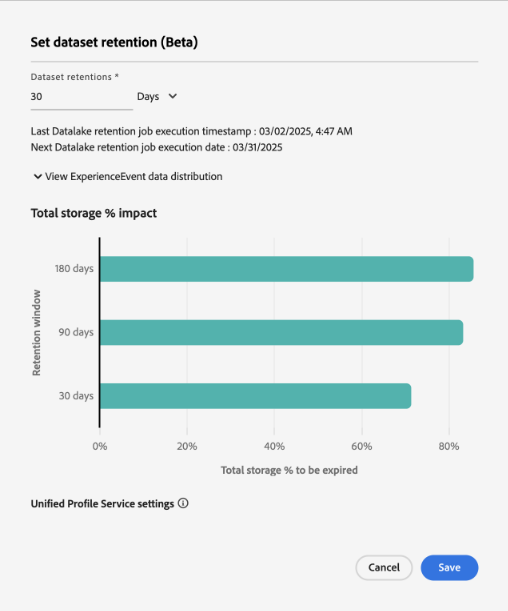 Set dataset retention (Beta)
Dataset retentions *
30 Days
Last Datalake retention job execution timestamp : 03/02/2025, 4:47 AM
Next Datalake retention job execution date : 03/31/2025
View ExperienceEvent data distribution
Total storage % impact
Retention window
180 days
90 days
30 days
0% 20% 40% 60% 80%
Total storage % to be expired
Unified Profile Service settings
Cancel Save